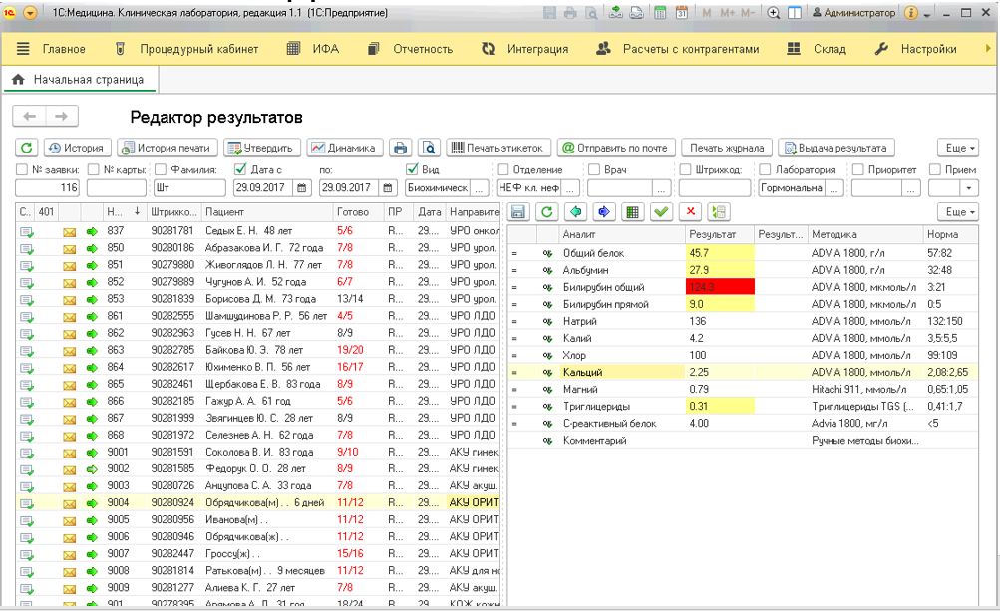 1С:Медицина. Клиническая лаборатория, редакция 1.1 (1С:Предприятие) M M+ M- Администратор
Главное Процедурный кабинет ИФА Отчетность Интеграция Расчеты с контрагентами Склад Настройки
Начальная страница
Редактор результатов
История История печати Утвердить Динамика Печать этикеток Отправить по почте Печать журнала Выдача результата Еще
№ заявки: № карты: Фамилия: Дата с по: Вид Отделение Врач Штрихкод: Лаборатория Приоритет Прием
116 Шт 29.09.2017 29.09.2017 Биохимическ ... НЕФ кл. неф ... ... Гормональна ... ...
Еще
С.. 401 Н... ↓ Штрихко... Пациент Готово ПР Дата Направите
Аналит Результат Результ... Методика Норма
837 90281781 Седых Е. Н. 48 лет 5/6 R... 29.... УРО онкол
850 90280186 Абразакова И. Г. 72 года 7/8 R... 29.... УРО урол.
851 90279880 Живоглядов Л. Н. 77 лет 7/8 R... 29.... УРО урол.
852 90279889 Чугунов А. И. 52 года 6/7 R... 29.... УРО урол.
853 90281839 Борисова Д. М. 73 года 13/14 R... 29.... УРО урол.
861 90282555 Шамшудинова Р. Р. 56 лет 4/5 R... 29.... УРО ЛДО
862 90282963 Гусев Н. Н. 67 лет 8/9 R... 29.... УРО ЛДО
863 90282785 Байкова Ю. Э. 78 лет 19/20 R... 29.... УРО ЛДО
864 90282617 Юхименко В. П. 56 лет 16/17 R... 29.... УРО ЛДО
865 90282461 Щербакова Е. В. 83 года 8/9 R... 29.... УРО ЛДО
866 90282185 Гажур А. А. 61 год 5/6 R... 29.... УРО ЛДО
867 90281999 Звягинцев Ю. С. 28 лет 8/9 R... 29.... УРО ЛДО
868 90281972 Селезнев А. Н. 62 года 7/8 R... 29.... УРО ЛДО
9001 90281591 Соколова В. И. 83 года 9/10 R... 29.... АКУ гинек
9002 90281585 Федорук О. О. 28 лет 8/9 R... 29.... АКУ гинек
9003 90280726 Анцупова С. А. 33 года 7/8 R... 29.... АКУ акуш.
9004 90280924 Обрядчикова(м) . . 6 дней 11/12 R... 29.... АКУ ОРИТ
9005 90280956 Иванова(м) . . 11/12 R... 29.... АКУ ОРИТ
9006 90280946 Обрядчикова(ж) . . 11/12 R... 29.... АКУ ОРИТ
9007 90282447 Гроссу(ж) . . 15/16 R... 29.... АКУ ОРИТ
9008 90281814 Ратькова(м) . . 9 месяцев 11/12 R... 29.... АКУ для но
9009 90281277 Алиева К. Г. 27 лет 7/8 R... 29.... АКУ акуш.
901 90278395 31 год 18/24 R... 29 КОЖ кожн
= Общий белок 45.7 ADVIA 1800, г/л 57:82
= Альбумин 27.9 ADVIA 1800, г/л 32:48
= Билирубин общий 124.3 ADVIA 1800, мкмоль/л 3:21
= Билирубин прямой 9.0 ADVIA 1800, мкмоль/л 0:5
= Натрий 136 ADVIA 1800, ммоль/л 132:150
= Калий 4.2 ADVIA 1800, ммоль/л 3,5:5,5
= Хлор 100 ADVIA 1800, ммоль/л 99:109
= Кальций 2.25 ADVIA 1800, ммоль/л 2,08:2,65
= Магний 0.79 Hitachi 911, ммоль/л 0,65:1,05
= Триглицериды 0.31 Триглицериды TGS (... 0,41:1,7
= С-реактивный белок 4.00 Advia 1800, мг/л <5
Комментарий Ручные методы биохи...